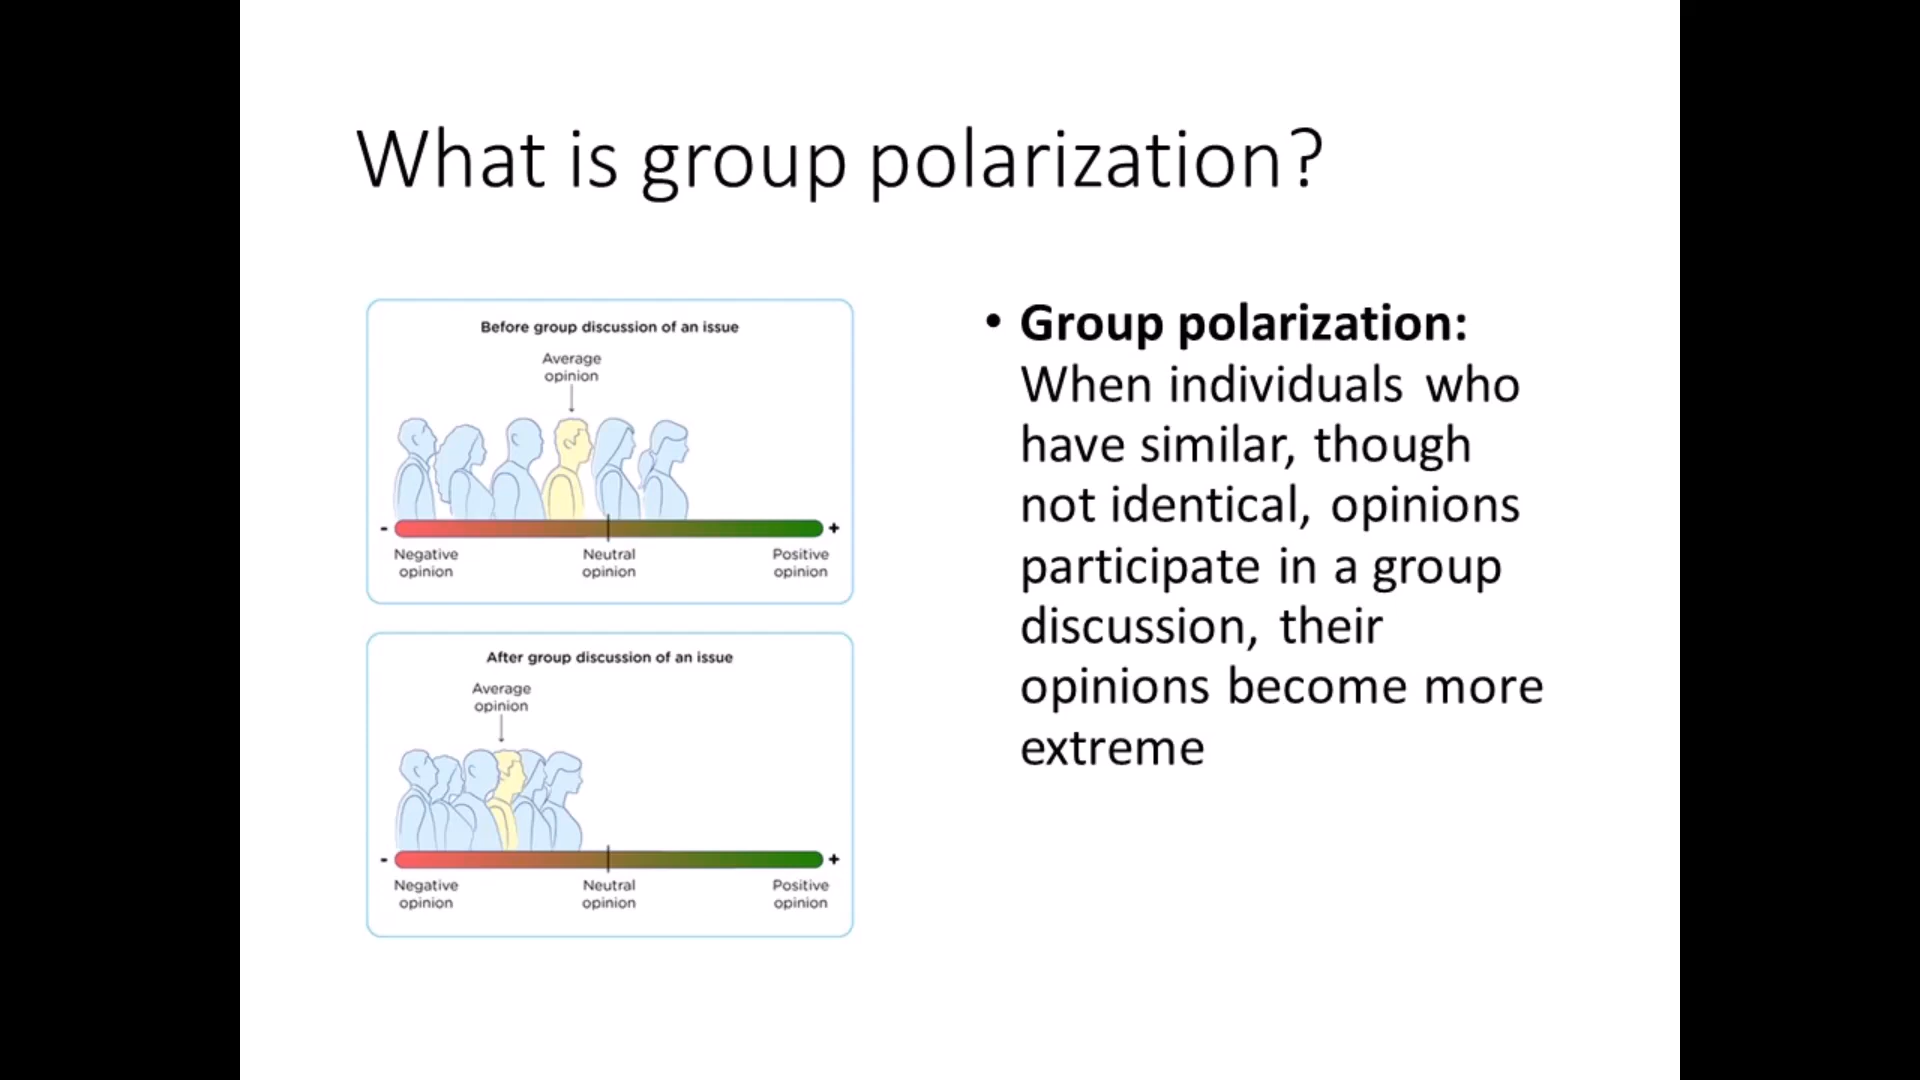 What is group polarization?
Before group discussion of an issue
Average
opinion
- +
Negative
opinion
Neutral
opinion
Positive
opinion
After group discussion of an issue
Average
opinion
- +
Negative
opinion
Neutral
opinion
Positive
opinion
• Group polarization:
When individuals who
have similar, though
not identical, opinions
participate in a group
discussion, their
opinions become more
extreme